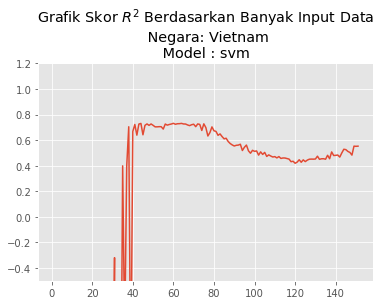 Grafik Skor R² Berdasarkan Banyak Input Data
Negara: Vietnam
Model : svm
1.2
1.0
0.8
0.6
0.4
0.2
0.0
−0.2
−0.4
0 20 40 60 80 100 120 140